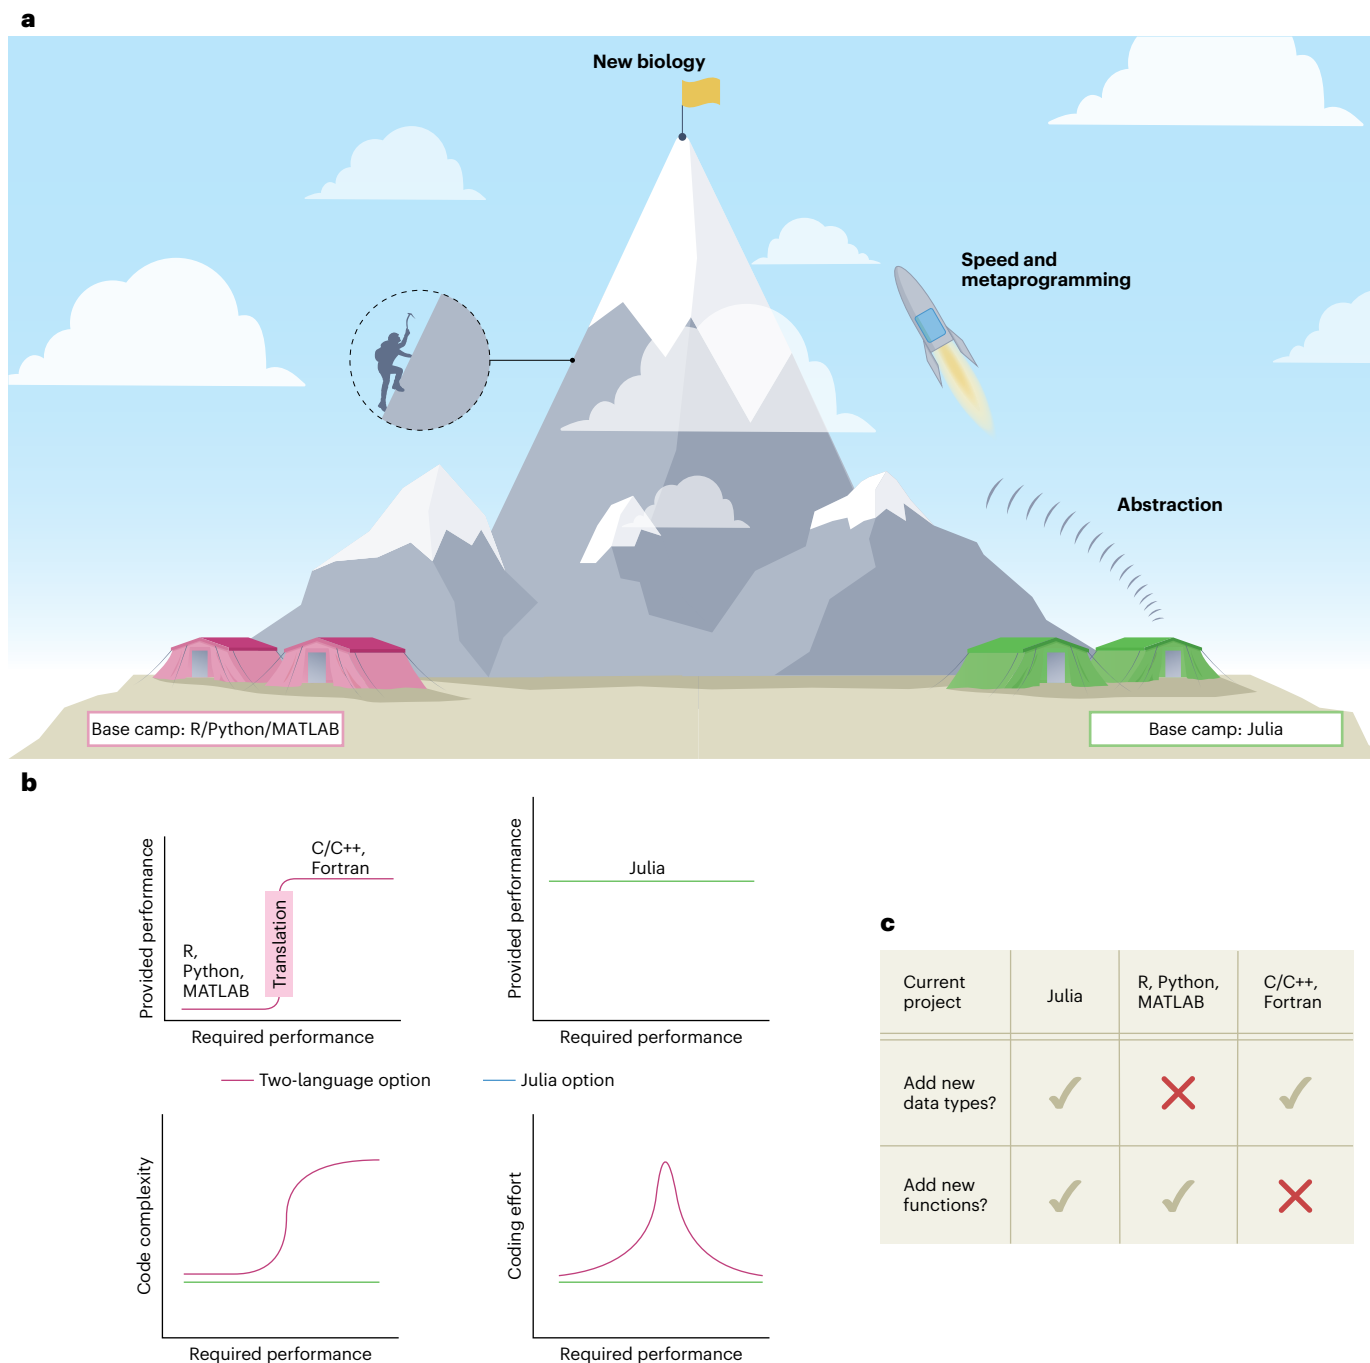 a
New biology
Speed and
metaprogramming
Abstraction
Base camp: R/Python/MATLAB
Base camp: Julia
b
Provided performance
C/C++,
Fortran
Translation
R,
Python,
MATLAB
Required performance
Provided performance
Julia
Required performance
Two-language option
Julia option
Code complexity
Required performance
Coding effort
Required performance
c
Current
project
Julia
R, Python,
MATLAB
C/C++,
Fortran
Add new
data types?
Add new
functions?